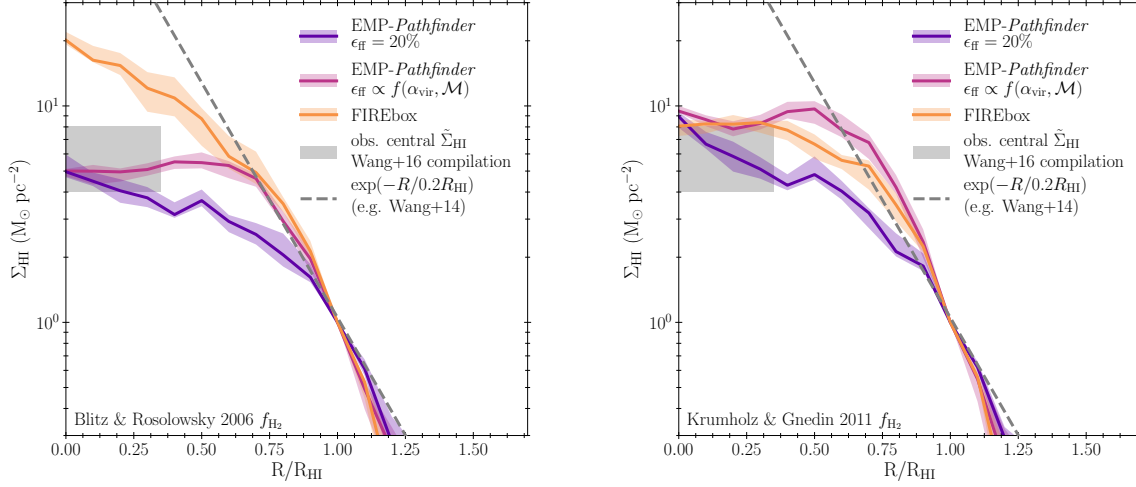 EMP-Pathfinder
ϵff = 20%
EMP-Pathfinder
ϵff ∝ f(αvir, M)
FIREbox
obs. central Σ̃HI
Wang+16 compilation
exp(−R/0.2RHI)
(e.g. Wang+14)
10¹
10⁰
ΣHI (M⊙ pc⁻²)
Blitz & Rosolowsky 2006 fH₂
0.00 0.25 0.50 0.75 1.00 1.25 1.50
R/RHI
EMP-Pathfinder
ϵff = 20%
EMP-Pathfinder
ϵff ∝ f(αvir, M)
FIREbox
obs. central Σ̃HI
Wang+16 compilation
exp(−R/0.2RHI)
(e.g. Wang+14)
10¹
10⁰
ΣHI (M⊙ pc⁻²)
Krumholz & Gnedin 2011 fH₂
0.00 0.25 0.50 0.75 1.00 1.25 1.50
R/RHI